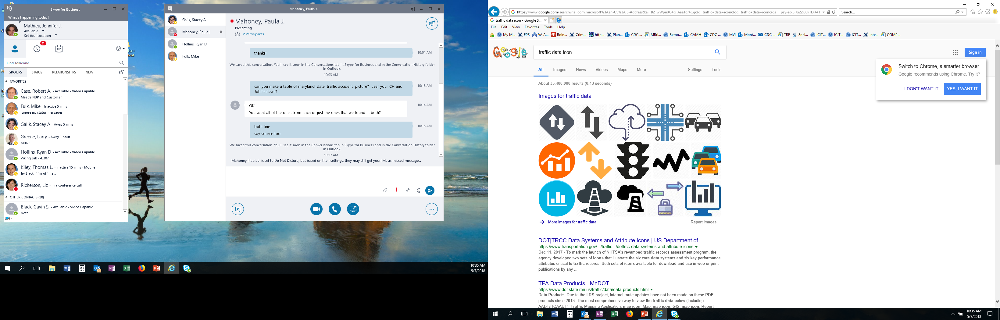 Skype for Business
What's happening today?
Mathieu, Jennifer J.
Available
Set Your Location
11
Find someone
GROUPS STATUS RELATIONSHIPS NEW
FAVORITES
Case, Robert A. - Available - Video Capable
Meade NBP and Customer
Fulk, Mike - Inactive 5 mins
Ignore my status messages
Galik, Stacey A - Away 5 mins
Greene, Larry - Away 1 hour
MITRE 1
Hollins, Ryan D - Available - Video Capable
Viking Lab - 4J307
Kiley, Thomas L. - Inactive 15 mins - Mobile
Try Slack if I'm offline...
Richerson, Liz - In a conference call
OTHER CONTACTS (28)
Black, Gavin S. - Available - Video Capable
Note
Mahoney, Paula J.
Galik, Stacey A
Mahoney, Paula J.
Hollins, Ryan D
Fulk, Mike
Mahoney, Paula J.
Presenting
2 Participants
thanks! 10:01 AM
We saved this conversation. You'll see it soon in the Conversations tab in Skype for Business and in the Conversation History folder
in Outlook.
10:03 AM
can you make a table of maryland, date, traffic accident, picture? user your CH and 10:13 AM
John's news?
OK 10:14 AM
You want all of the ones from each or just the ones that we found in both?
both fine 10:15 AM
say source too
We saved this conversation. You'll see it soon in the Conversations tab in Skype for Business and in the Conversation History folder
in Outlook.
10:27 AM
Mahoney, Paula J. is set to Do Not Disturb, but based on their settings, they may still get your IMs as missed messages.
10:35 AM
5/7/2018
https://www.google.com/search?rls=com.microsoft%3Aen-US%3AIE-Address&ei=B2TwWpnXG4jx_Aae1qr4Cg&q=traffic+data+icon&oq=traffic+data+icon&gs_l=psy-ab.3..0i22i30k1l3.441
Search...
traffic data icon - Google S...
File Edit View Favorites Tools Help
My M... FPS VA A... Boin... Crim... http... Plan... CDC ... MBri... Remo... CAMH CDC ... MVI Mont... CDC ... TRF Soci... ICIT... ICIT... ICIT... Inte... COMP...
Google
traffic data icon
Sign in
Switch to Chrome, a smarter browser
Google recommends using Chrome. Try it?
I DON'T WANT IT YES, I WANT IT
All Images News Videos Maps More Settings Tools
About 33,400,000 results (0.43 seconds)
Images for traffic data
More images for traffic data Report images
DOT|TRCC Data Systems and Attribute Icons | US Department of ...
https://www.transportation.gov/.../traffic.../dottrcc-data-systems-and-attribute-icons
Dec 11, 2017 - To mark the launch of NHTSA's revamped traffic records assessment program, the
agency developed two sets of icons that illustrate the six core data systems and six key performance
attributes critical to traffic records. Both sets of icons available for download and use in web or print
publications by any ...
TFA Data Products - MnDOT
https://www.dot.state.mn.us/traffic/data/data-products.html
Data Products. Due to the LRS project, internal route updates have not been made on these PDF
products since 2013. The most comprehensive way to view the traffic data below (including
AADT/HCAADT): Traffic Mapping Application, map icon. Map, map icon. GIS, map icon. Report,
10:35 AM
5/7/2018